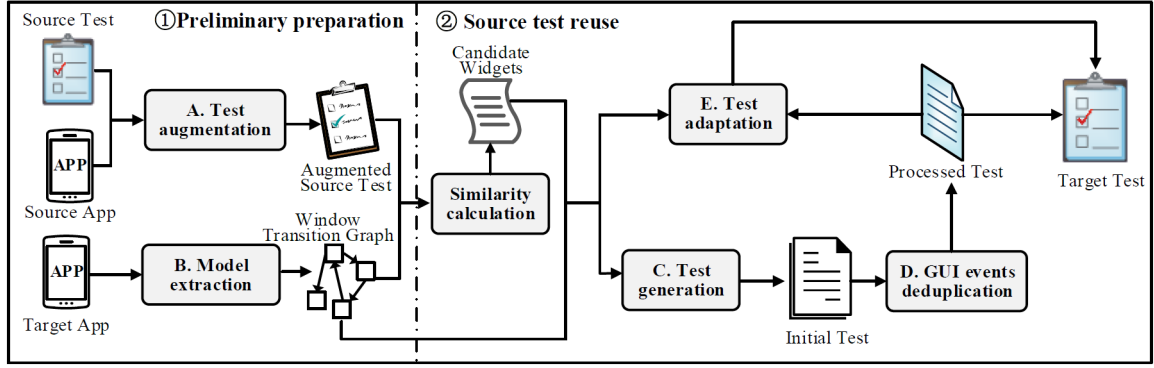 Source Test
①Preliminary preparation
② Source test reuse
Candidate
Widgets
A. Test
augmentation
E. Test
adaptation
APP
Augmented
Source Test
Processed Test
Target Test
Source App
Similarity
calculation
Window
Transition Graph
APP
B. Model
extraction
C. Test
generation
D. GUI events
deduplication
Target App
Initial Test